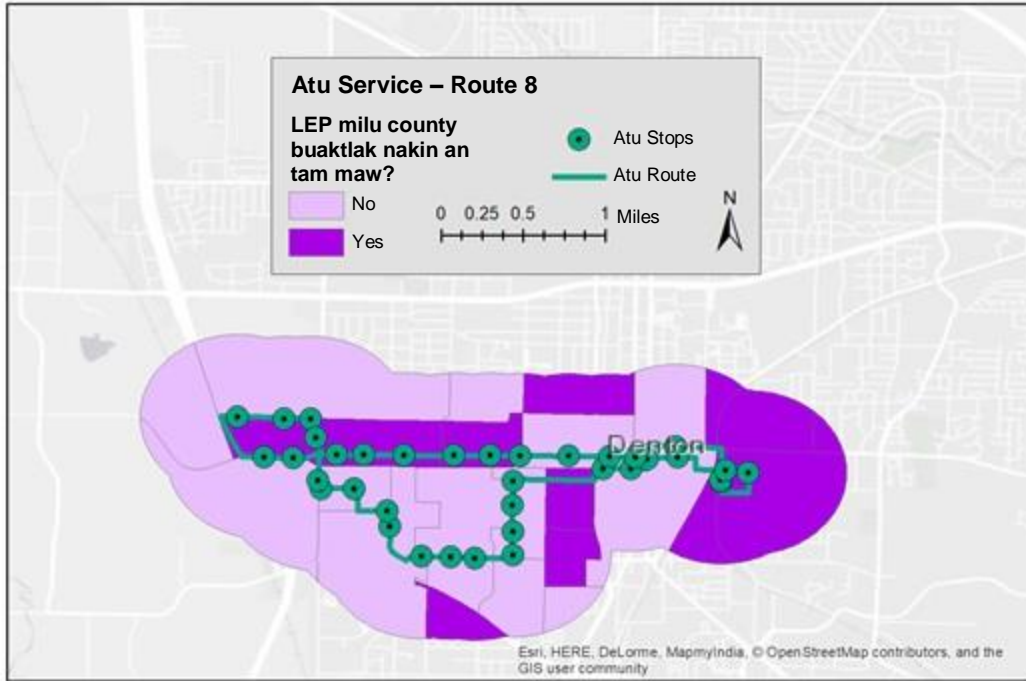 Atu Service – Route 8
LEP milu county
buaktlak nakin an
tam maw?
No
Yes
Atu Stops
Atu Route
0 0.25 0.5 1 Miles
N
Denton
Esri, HERE, DeLorme, MapmyIndia, © OpenStreetMap contributors, and the
GIS user community